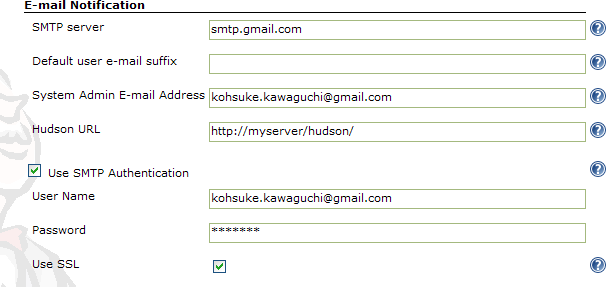 E-mail Notification
SMTP server smtp.gmail.com
Default user e-mail suffix
System Admin E-mail Address kohsuke.kawaguchi@gmail.com
Hudson URL http://myserver/hudson/
Use SMTP Authentication
User Name kohsuke.kawaguchi@gmail.com
Password *******
Use SSL